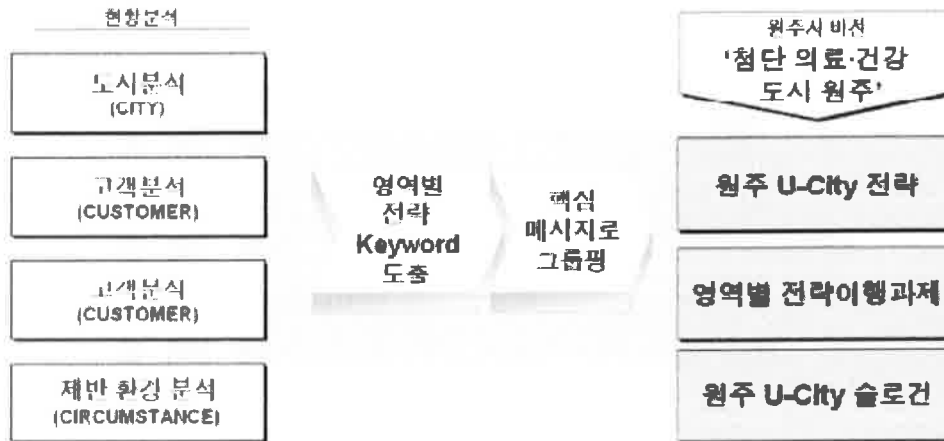 현황분석
도시분석
(CITY)
고객분석
(CUSTOMER)
고객분석
(CUSTOMER)
제반 환경 분석
(CIRCUMSTANCE)
영역별
전략
Keyword
도출
핵심
메시지로
그룹핑
원주시 비전
'첨단 의료·건강
도시 원주'
원주 U-City 전략
영역별 전략이행과제
원주 U-City 슬로건